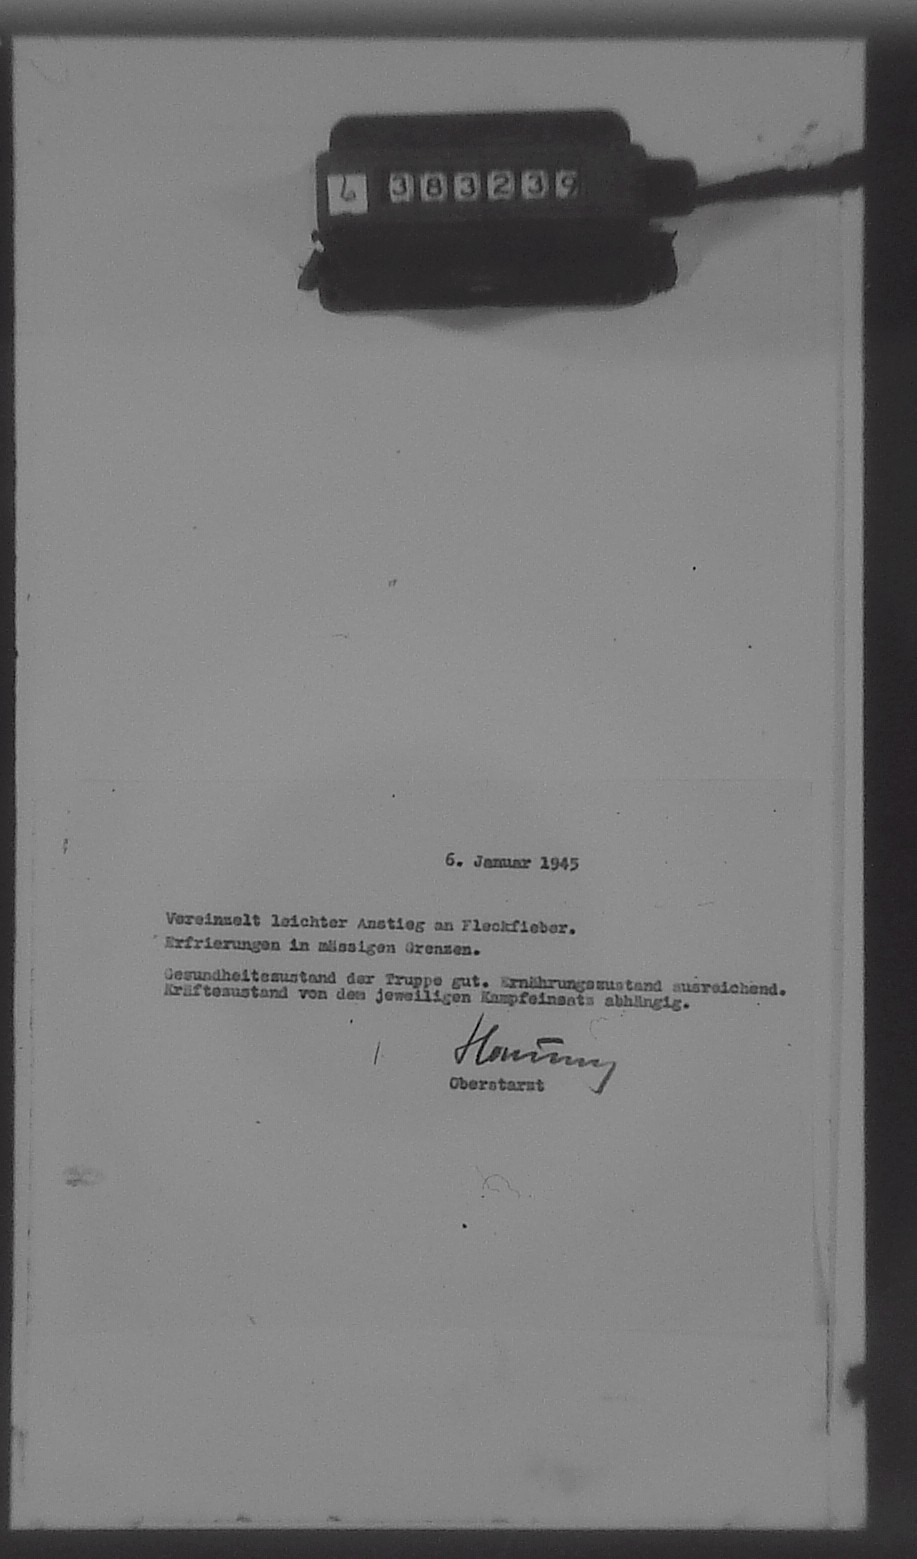 6 383239
6. Januar 1945
Vereinzelt leichter Anstieg an Fleckfieber.
Erfrierungen in mässigen Grenzen.
Gesundheitszustand der Truppe gut. Ernährungszustand ausreichend.
Kräftezustand von dem jeweiligen Kampfeinsatz abhängig.
Oberstarzt